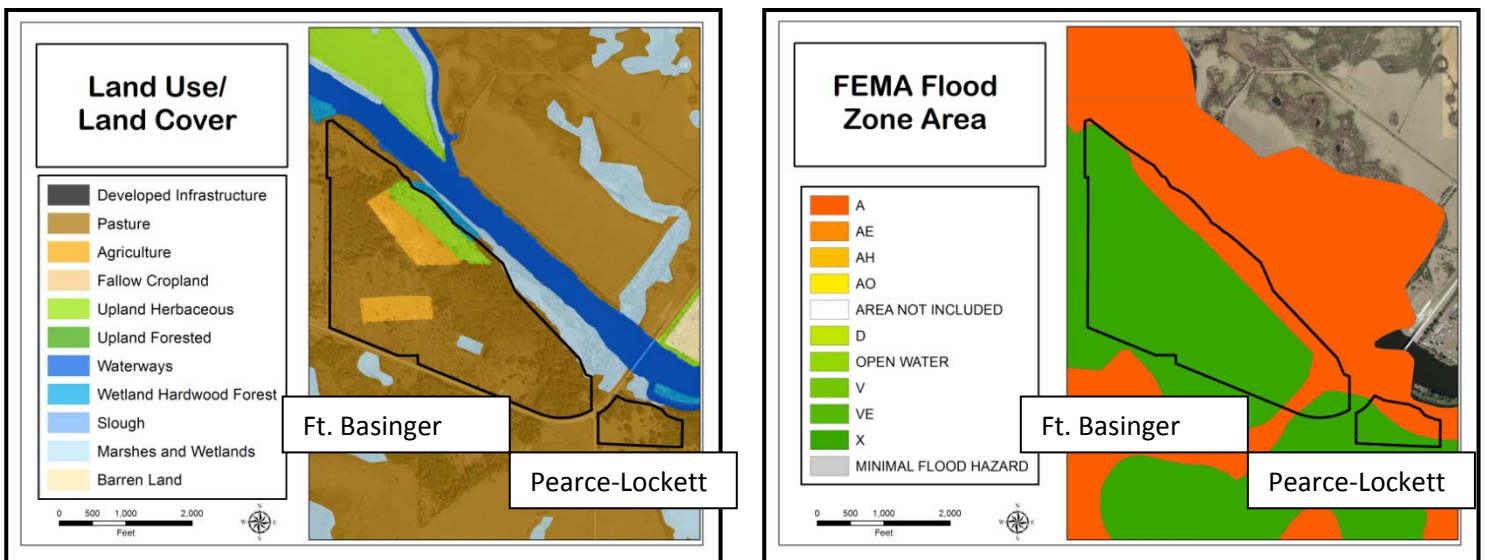 Land Use/
Land Cover
Developed Infrastructure
Pasture
Agriculture
Fallow Cropland
Upland Herbaceous
Upland Forested
Waterways
Wetland Hardwood Forest
Slough
Marshes and Wetlands
Barren Land
0 500 1,000 2,000
Feet
N
W E
S
Ft. Basinger
Pearce-Lockett
FEMA Flood
Zone Area
A
AE
AH
AO
AREA NOT INCLUDED
D
OPEN WATER
V
VE
X
MINIMAL FLOOD HAZARD
0 500 1,000 2,000
Feet
N
W E
S
Ft. Basinger
Pearce-Lockett